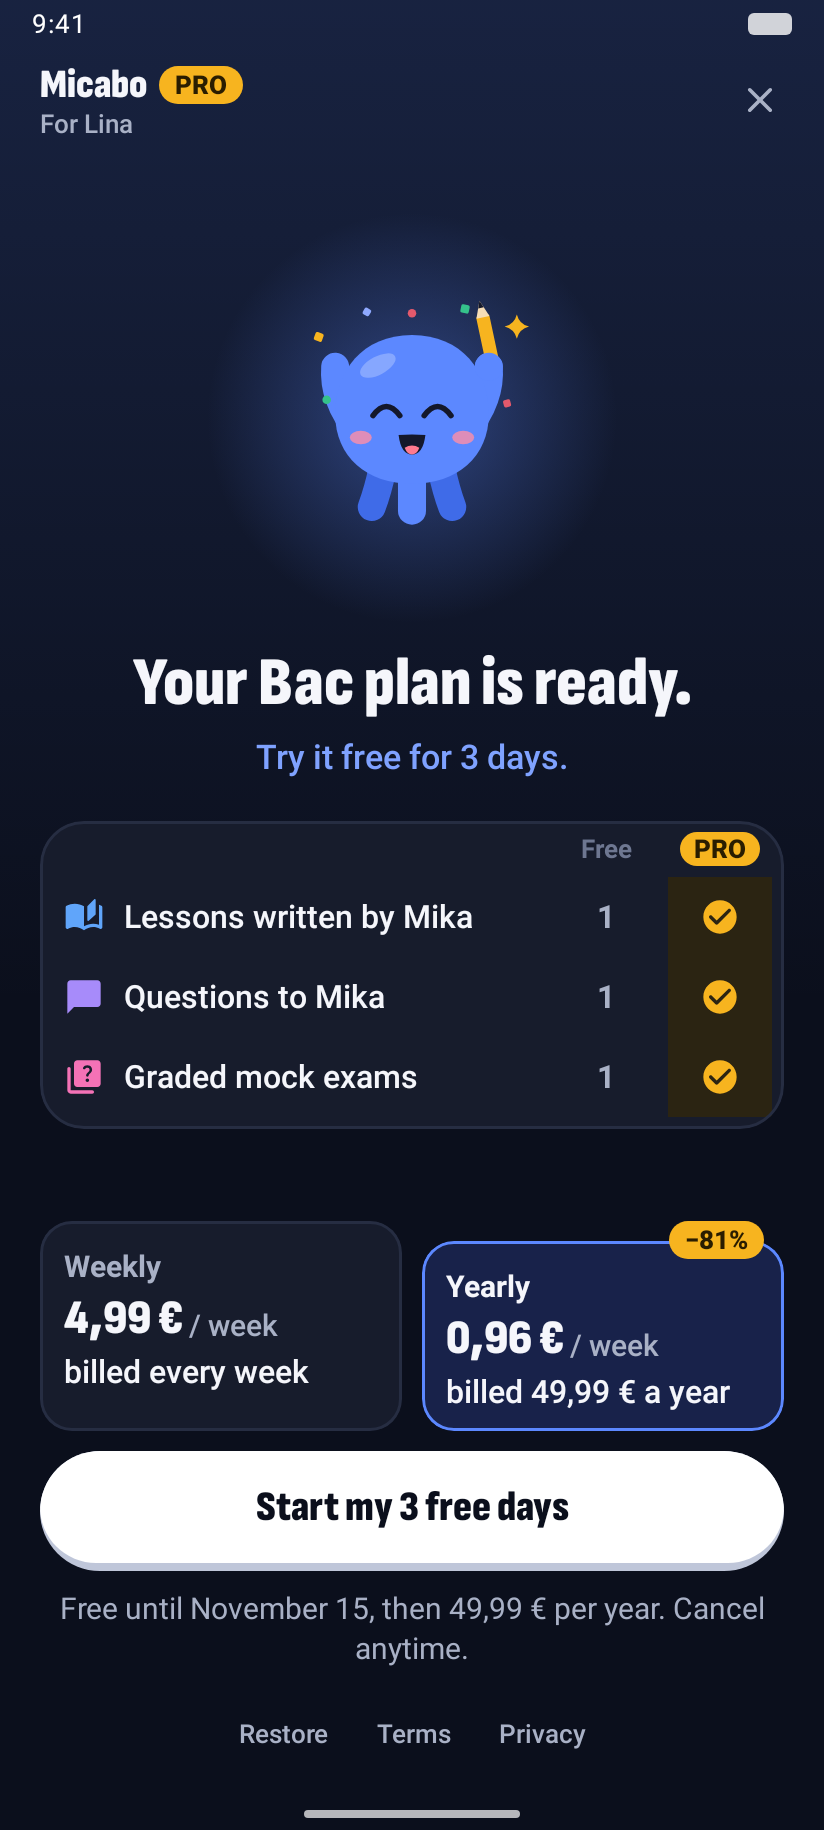 9:41
Micabo PRO
For Lina
Your Bac plan is ready.
Try it free for 3 days.
Free PRO
Lessons written by Mika 1
Questions to Mika 1
? Graded mock exams 1
Weekly
4,99 € / week
billed every week
−81%
Yearly
0,96 € / week
billed 49,99 € a year
Start my 3 free days
Free until November 15, then 49,99 € per year. Cancel
anytime.
Restore Terms Privacy